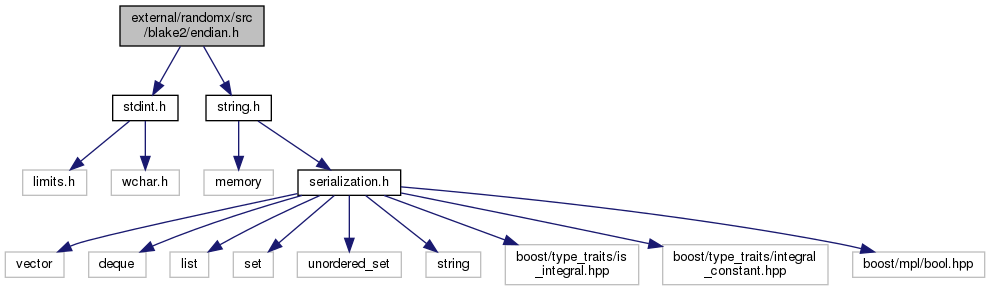 external/randomx/src
/blake2/endian.h
stdint.h
string.h
limits.h
wchar.h
memory
serialization.h
vector
deque
list
set
unordered_set
string
boost/type_traits/is
_integral.hpp
boost/type_traits/integral
_constant.hpp
boost/mpl/bool.hpp